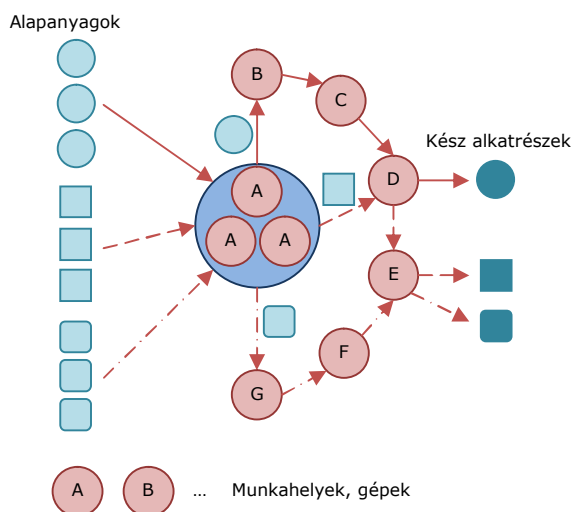 Alapanyagok
B
C
Kész alkatrészek
D
A
A A
E
F
G
A B ... Munkahelyek, gépek